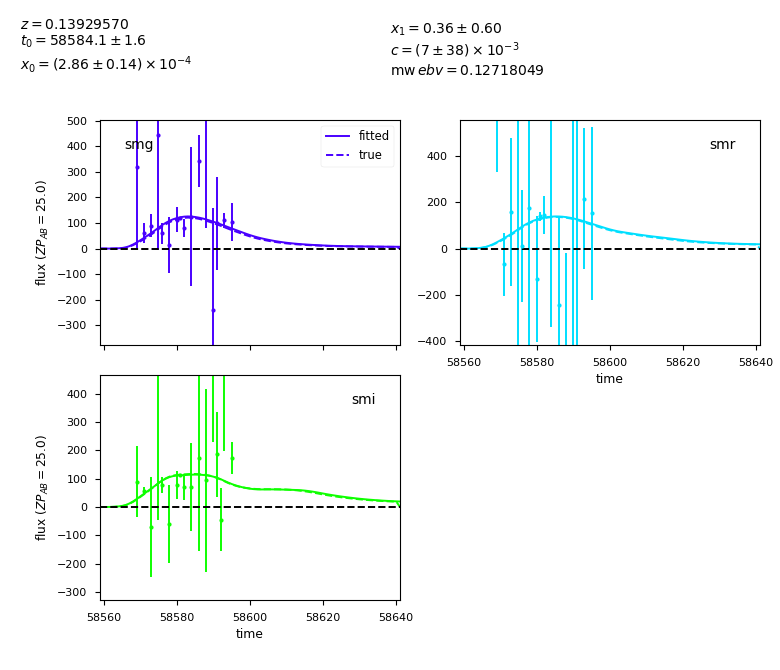 z = 0.13929570
t₀ = 58584.1 ± 1.6
x₀ = (2.86 ± 0.14) × 10⁻⁴
x₁ = 0.36 ± 0.60
c = (7 ± 38) × 10⁻³
mw ebv = 0.12718049
500
400
300
200
100
0
−100
−200
−300
flux (ZP_AB = 25.0)
smg
fitted
true
400
200
0
−200
−400
smr
58560
58580
58600
58620
58640
time
400
300
200
100
0
−100
−200
−300
flux (ZP_AB = 25.0)
smi
58560
58580
58600
58620
58640
time